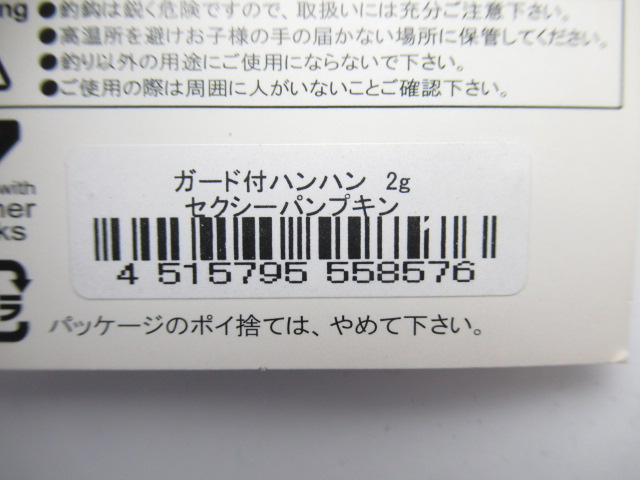 ng
●釣鈎は鋭く危険ですので、取扱いには充分ご注意下さい。
●高温所を避けお子様の手の届かない場所に保管してください。
●釣り以外の用途にご使用にならないで下さい。
●ご使用の際は周囲に人がいないことご確認下さい。
with
ner
ks
ガード付ハンハン 2g
セクシーパンプキン
4 515795 558576
ラ
パッケージのポイ捨ては、やめて下さい。